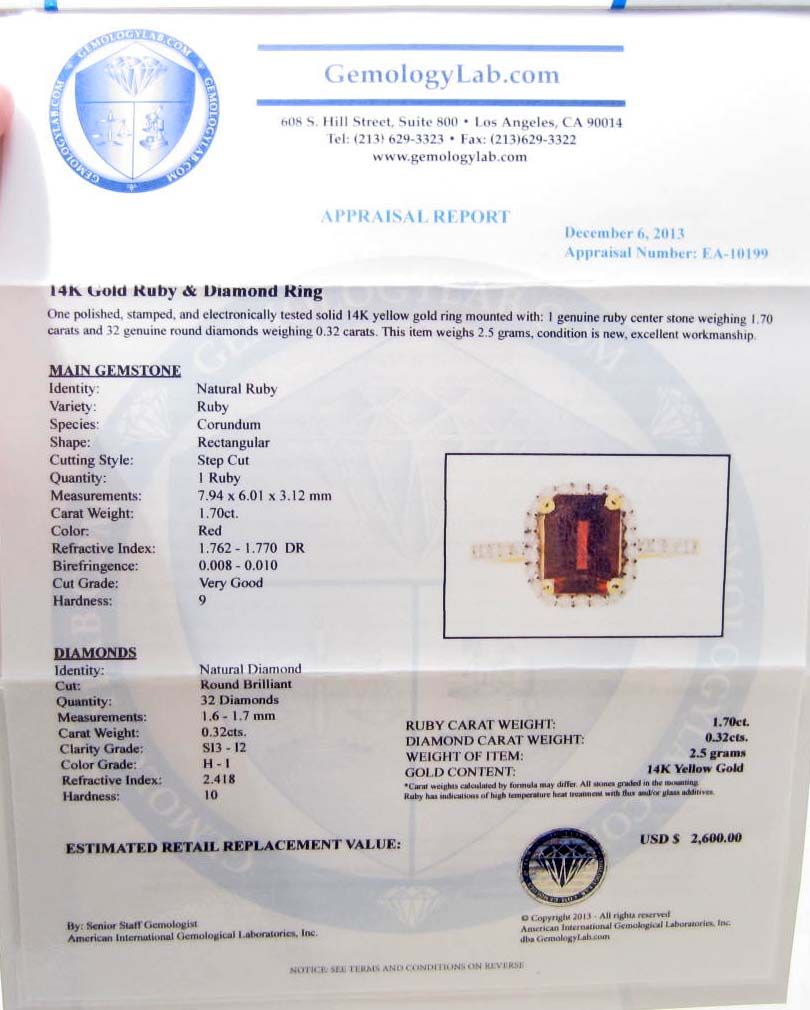 GEMOLOGYLAB.COM
GEMOLOGYLAB.COM
GEMOLOGYLAB.COM
GEMOLOGYLAB.COM
GemologyLab.com
608 S. Hill Street, Suite 800 • Los Angeles, CA 90014
Tel: (213) 629-3323 • Fax: (213)629-3322
www.gemologylab.com
APPRAISAL REPORT
December 6, 2013
Appraisal Number: EA-10199
14K Gold Ruby & Diamond Ring
One polished, stamped, and electronically tested solid 14K yellow gold ring mounted with: 1 genuine ruby center stone weighing 1.70
carats and 32 genuine round diamonds weighing 0.32 carats. This item weighs 2.5 grams, condition is new, excellent workmanship.
MAIN GEMSTONE
Identity: Natural Ruby
Variety: Ruby
Species: Corundum
Shape: Rectangular
Cutting Style: Step Cut
Quantity: 1 Ruby
Measurements: 7.94 x 6.01 x 3.12 mm
Carat Weight: 1.70ct.
Color: Red
Refractive Index: 1.762 - 1.770 DR
Birefringence: 0.008 - 0.010
Cut Grade: Very Good
Hardness: 9
DIAMONDS
Identity: Natural Diamond
Cut: Round Brilliant
Quantity: 32 Diamonds
Measurements: 1.6 - 1.7 mm
Carat Weight: 0.32cts.
Clarity Grade: SI3 - I2
Color Grade: H - I
Refractive Index: 2.418
Hardness: 10
RUBY CARAT WEIGHT: 1.70ct.
DIAMOND CARAT WEIGHT: 0.32cts.
WEIGHT OF ITEM: 2.5 grams
GOLD CONTENT: 14K Yellow Gold
*Carat weights calculated by formula may differ. All stones graded in the mounting.
Ruby has indications of high temperature heat treatment with flux and/or glass additives.
ESTIMATED RETAIL REPLACEMENT VALUE: USD $ 2,600.00
By: Senior Staff Gemologist
American International Gemological Laboratories, Inc.
© Copyright 2013 - All rights reserved
American International Gemological Laboratories, Inc.
dba GemologyLab.com
NOTICE: SEE TERMS AND CONDITIONS ON REVERSE